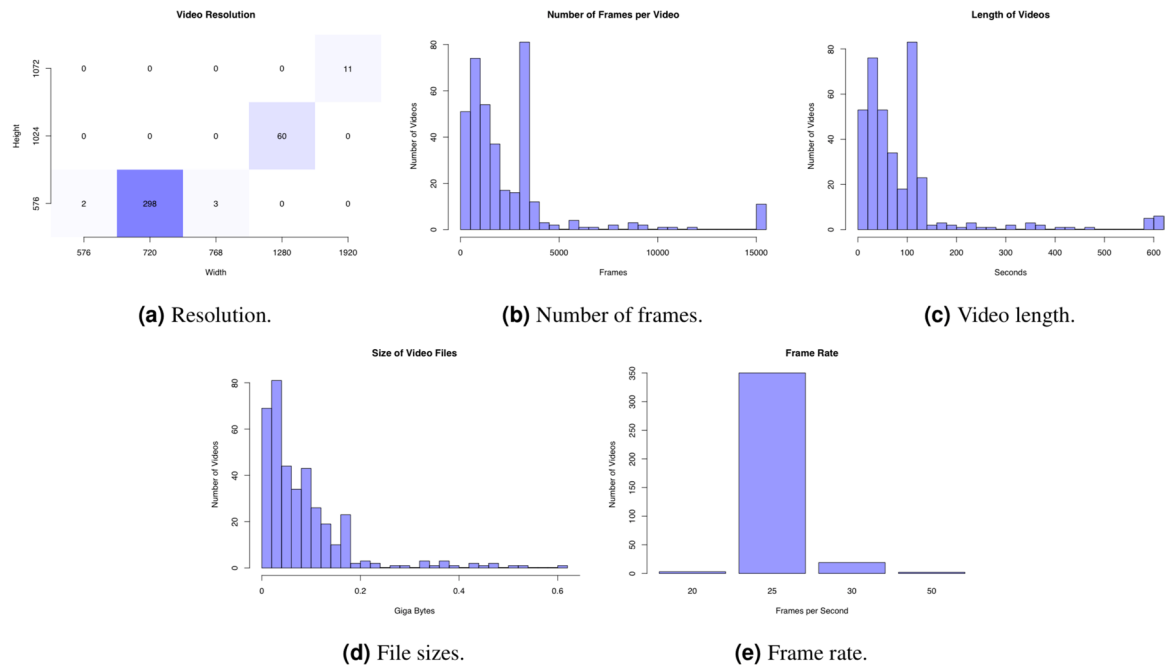 Video Resolution
1072
1024
576
Height
0 0 0 0 11
0 0 0 60 0
2 298 3 0 0
576 720 768 1280 1920
Width
(a) Resolution.
Number of Frames per Video
80
60
40
20
0
Number of Videos
0 5000 10000 15000
Frames
(b) Number of frames.
Length of Videos
80
60
40
20
0
Number of Videos
0 100 200 300 400 500 600
Seconds
(c) Video length.
Size of Video Files
80
60
40
20
0
Number of Videos
0 0.2 0.4 0.6
Giga Bytes
(d) File sizes.
Frame Rate
350
300
250
200
150
100
50
0
Number of Videos
20 25 30 50
Frames per Second
(e) Frame rate.